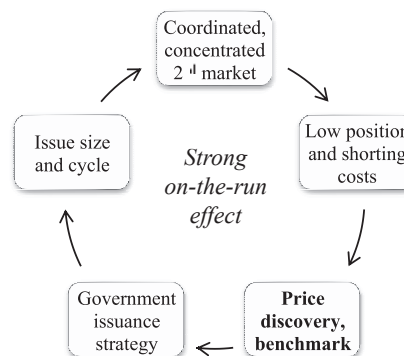 Coordinated,
concentrated
2 market
Low position
and shorting
costs
Price
discovery,
benchmark
Government
issuance
strategy
Issue size
and cycle
Strong
on-the-run
effect